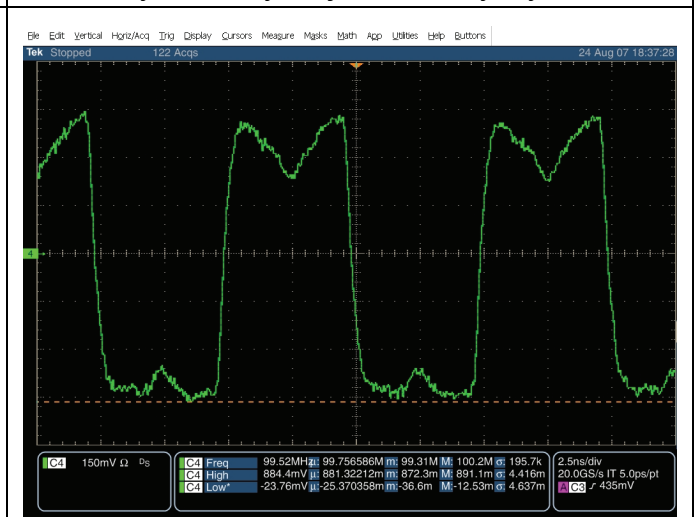 File Edit Vertical Horiz/Acq Trig Display Cursors Measure Masks Math App Utilities Help Buttons
Tek Stopped 122 Acqs 24 Aug 07 18:37:28
4
C4 150mV Ω Ds
C4 Freq 99.52MHz µ: 99.756586M m: 99.31M M: 100.2M σ: 195.7k
C4 High 884.4mV µ: 881.32212m m: 872.3m M: 891.1m σ: 4.416m
C4 Low* -23.76mV µ: -25.370358m m: -36.6m M: -12.53m σ: 4.637m
2.5ns/div
20.0GS/s IT 5.0ps/pt
A C3 ƒ 435mV